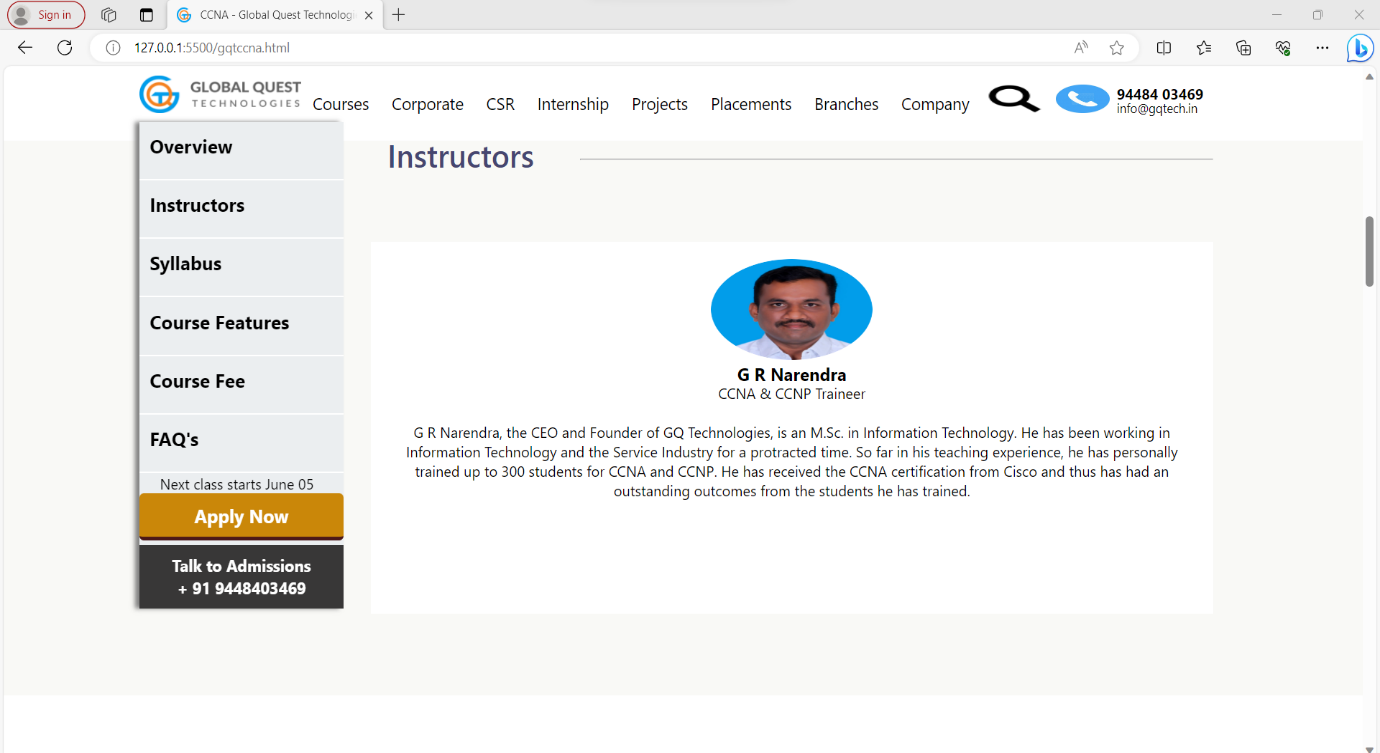 Sign in
CCNA - Global Quest Technolog
127.0.0.1:5500/gqtccna.html
GLOBAL QUEST
TECHNOLOGIES
Courses Corporate CSR Internship Projects Placements Branches Company
94484 03469
info@gqtech.in
Overview
Instructors
Syllabus
Course Features
Course Fee
FAQ's
Next class starts June 05
Apply Now
Talk to Admissions
+ 91 9448403469
Instructors
G R Narendra
CCNA & CCNP Traineer
G R Narendra, the CEO and Founder of GQ Technologies, is an M.Sc. in Information Technology. He has been working in
Information Technology and the Service Industry for a protracted time. So far in his teaching experience, he has personally
trained up to 300 students for CCNA and CCNP. He has received the CCNA certification from Cisco and thus has had an
outstanding outcomes from the students he has trained.